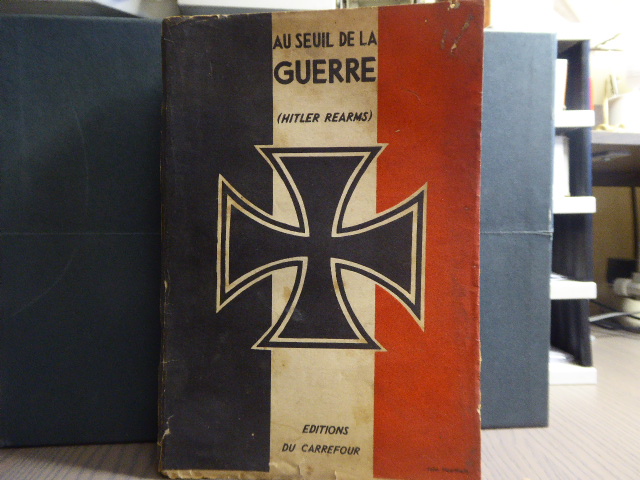 AU SEUIL DE LA
GUERRE
(HITLER REARMS)
EDITIONS
DU CARREFOUR